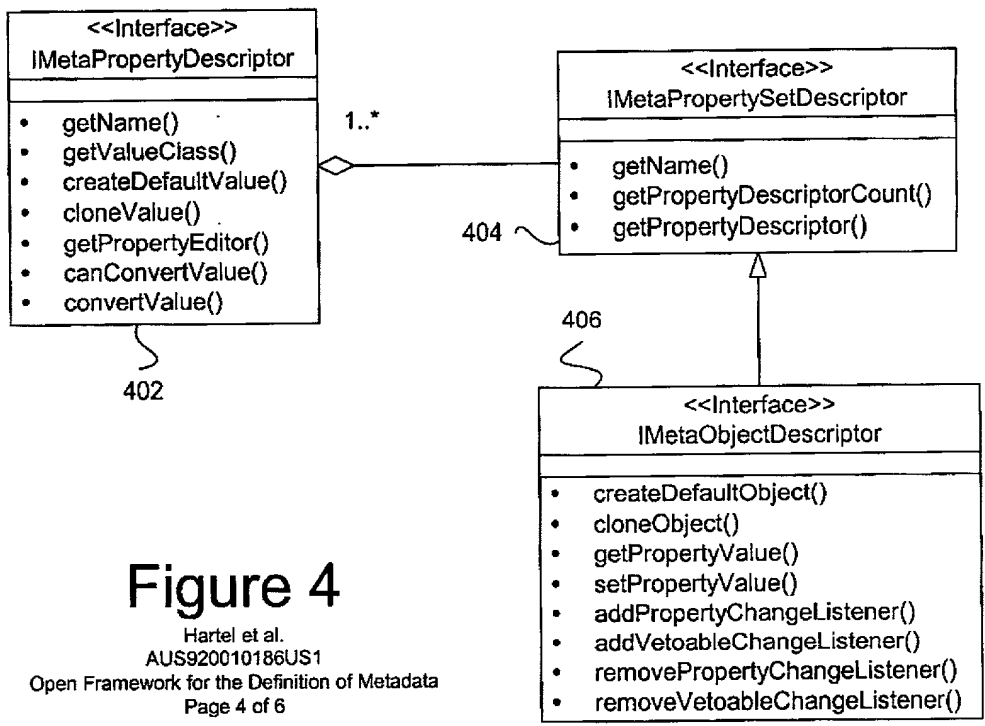 <<Interface>>
IMetaPropertyDescriptor
• getName()
• getValueClass()
• createDefaultValue()
• cloneValue()
• getPropertyEditor()
• canConvertValue()
• convertValue()
402
1..*
<<Interface>>
IMetaPropertySetDescriptor
• getName()
• getPropertyDescriptorCount()
• getPropertyDescriptor()
404
406
<<Interface>>
IMetaObjectDescriptor
• createDefaultObject()
• cloneObject()
• getPropertyValue()
• setPropertyValue()
• addPropertyChangeListener()
• addVetoableChangeListener()
• removePropertyChangeListener()
• removeVetoableChangeListener()
Figure 4
Hartel et al.
AUS920010186US1
Open Framework for the Definition of Metadata
Page 4 of 6